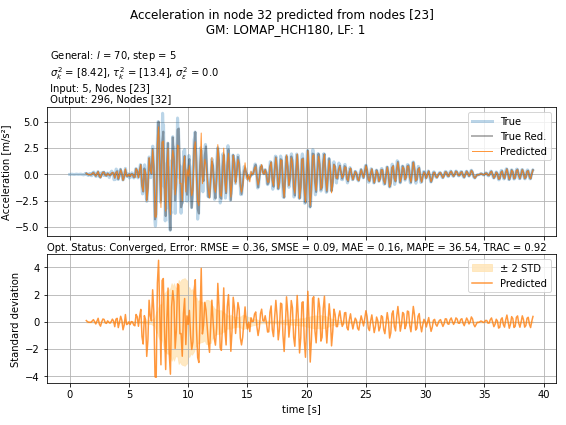 Acceleration in node 32 predicted from nodes [23]
GM: LOMAP_HCH180, LF: 1
General: l = 70, step = 5
σ²ₖ = [8.42], τ²ₖ = [13.4], σ²ε = 0.0
Input: 5, Nodes [23]
Output: 296, Nodes [32]
Acceleration [m/s²]
5.0
2.5
0.0
−2.5
−5.0
True
True Red.
Predicted
Opt. Status: Converged, Error: RMSE = 0.36, SMSE = 0.09, MAE = 0.16, MAPE = 36.54, TRAC = 0.92
Standard deviation
4
2
0
−2
−4
± 2 STD
Predicted
0 5 10 15 20 25 30 35 40
time [s]